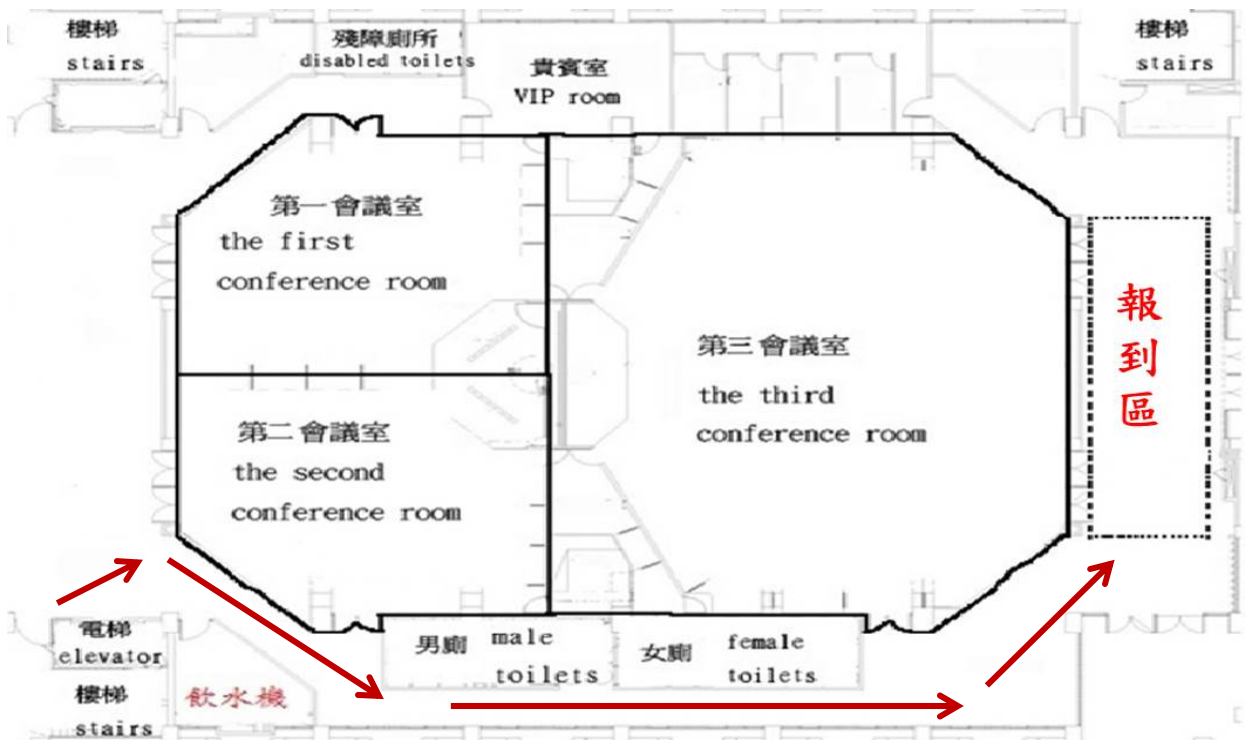 樓梯
stairs
殘障廁所
disabled toilets
貴賓室
VIP room
樓梯
stairs
第一會議室
the first
conference room
第三會議室
the third
conference room
報
到
區
第二會議室
the second
conference room
電梯
elevator
樓梯
stairs
飲水機
男廁 male
toilets
女廁 female
toilets